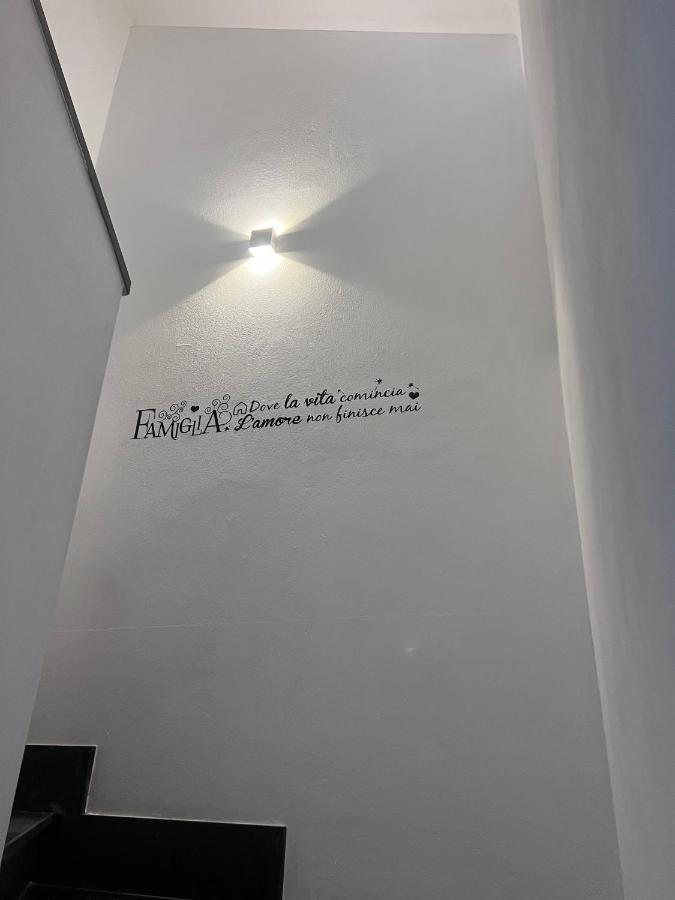 FAMIGLIA Dove la vita comincia
L'amore non finisce mai